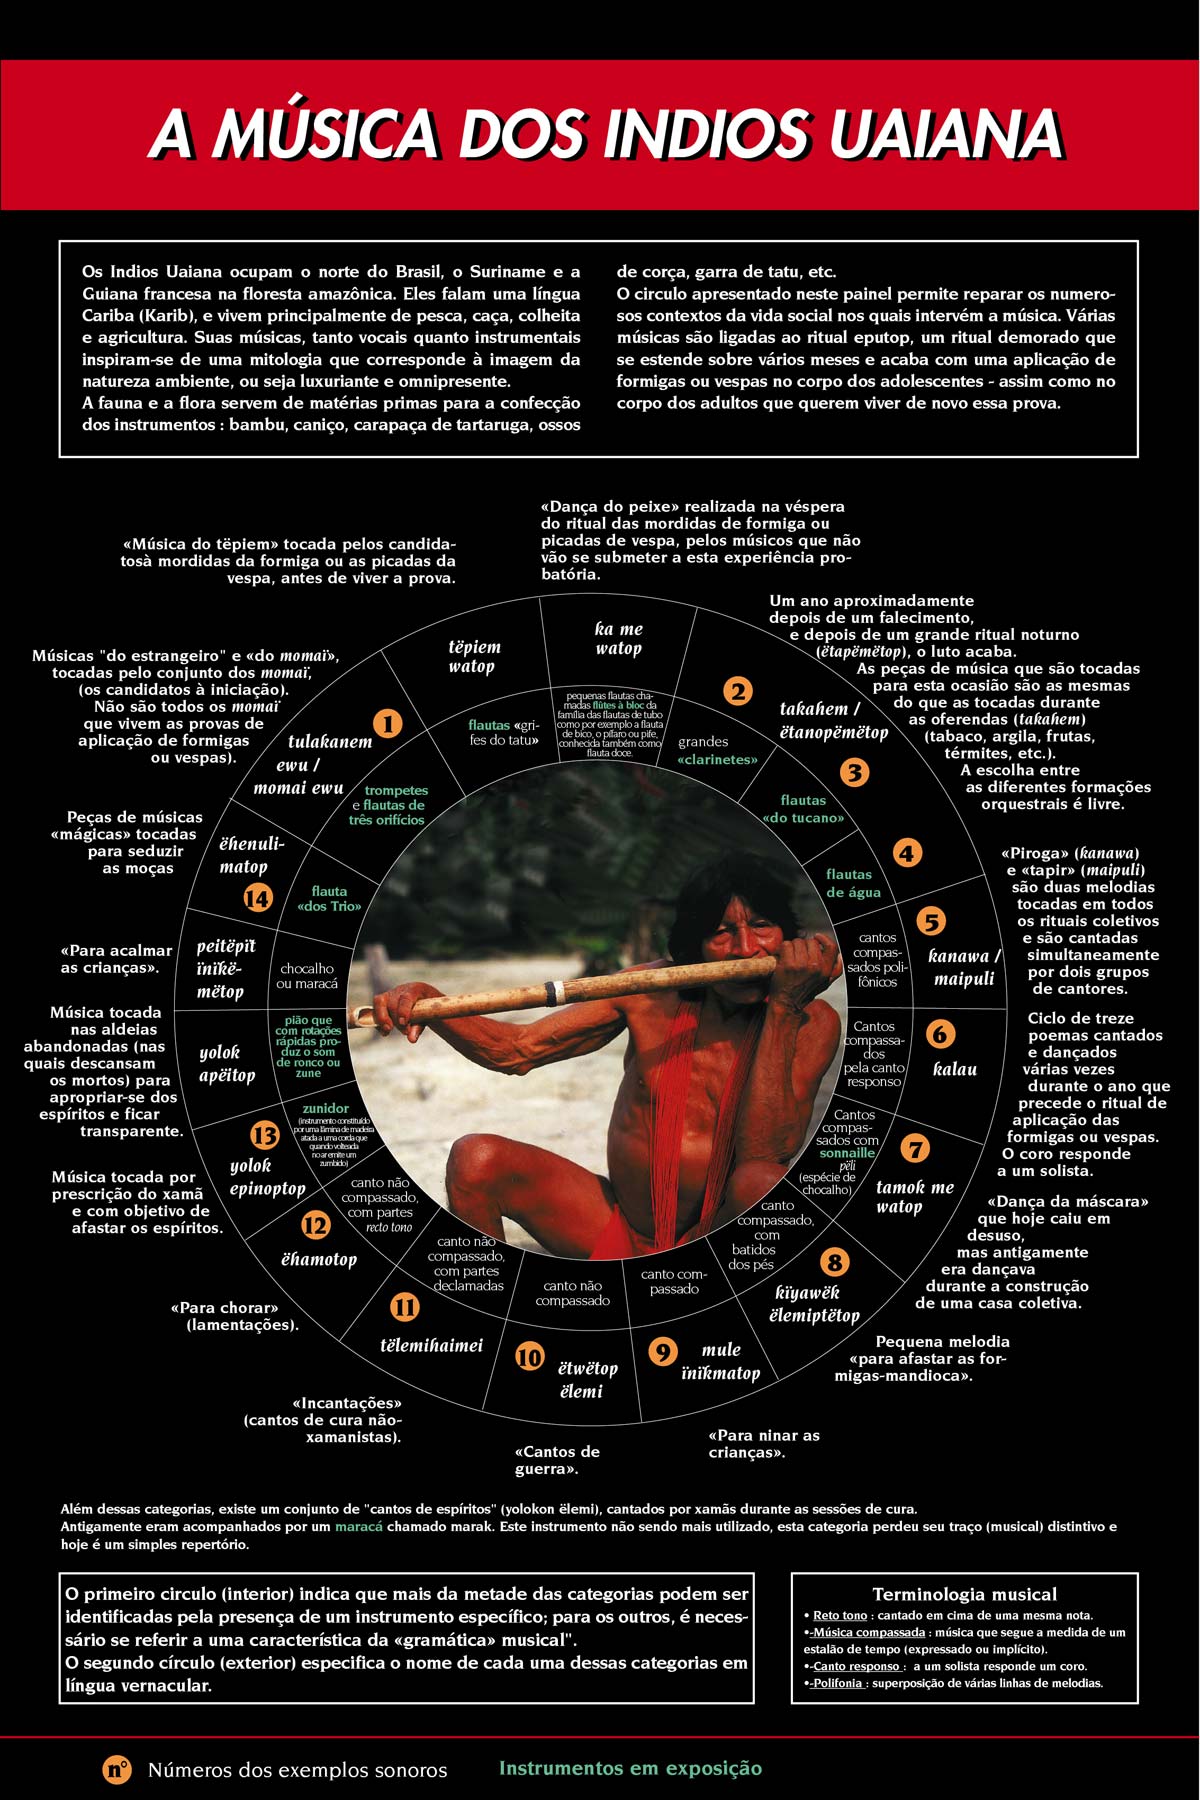 A MÚSICA DOS INDIOS UAIANA
Os Indios Uaiana ocupam o norte do Brasil, o Suriname e a
Guiana francesa na floresta amazônica. Eles falam uma língua
Cariba (Karib), e vivem principalmente de pesca, caça, colheita
e agricultura. Suas músicas, tanto vocais quanto instrumentais
inspiram-se de uma mitologia que corresponde à imagem da
natureza ambiente, ou seja luxuriante e omnipresente.
A fauna e a flora servem de matérias primas para a confecção
dos instrumentos : bambu, caniço, carapaça de tartaruga, ossos
de corça, garra de tatu, etc.
O circulo apresentado neste painel permite reparar os numero-
sos contextos da vida social nos quais intervém a música. Várias
músicas são ligadas ao ritual eputop, um ritual demorado que
se estende sobre vários meses e acaba com uma aplicação de
formigas ou vespas no corpo dos adolescentes - assim como no
corpo dos adultos que querem viver de novo essa prova.
«Dança do peixe» realizada na véspera
do ritual das mordidas de formiga ou
picadas de vespa, pelos músicos que não
vão se submeter a esta experiência pro-
batória.
ka me
watop
pequenas flautas cha-
madas flûtes à bloc da
família das flautas de tubo
como por exemplo a flauta
de bico, o pífaro ou pife,
conhecida também como
flauta doce.
Um ano aproximadamente
depois de um falecimento,
e depois de um grande ritual noturno
(ëtapëmëtop), o luto acaba.
As peças de música que são tocadas
para esta ocasião são as mesmas
do que as tocadas durante
as oferendas (takahem)
(tabaco, argila, frutas,
térmites, etc.).
A escolha entre
as diferentes formações
orquestrais é livre.
2
takahem /
ëtanopëmëtop
grandes
«clarinetes»
3
flautas
«do tucano»
4
flautas
de água
«Piroga» (kanawa)
e «tapir» (maipuli)
são duas melodias
tocadas em todos
os rituais coletivos
e são cantadas
simultaneamente
por dois grupos
de cantores.
5
kanawa /
maipuli
cantos
compas-
sados poli-
fônicos
Ciclo de treze
poemas cantados
e dançados
várias vezes
durante o ano que
precede o ritual de
aplicação das
formigas ou vespas.
O coro responde
a um solista.
6
kalau
Cantos
compassa-
dos
pela canto
responso
«Dança da máscara»
que hoje caiu em
desuso,
mas antigamente
era dançava
durante a construção
de uma casa coletiva.
7
tamok me
watop
Cantos
compas-
sados com
sonnaille
pëli
(espécie de
chocalho)
Pequena melodia
«para afastar as for-
migas-mandioca».
8
kïyawëk
ëlemiptëtop
canto
compassado,
com
batidos
dos pés
«Para ninar as
crianças».
9
mule
ïnïkmatop
canto com-
passado
«Cantos de
guerra».
10
ëtwëtop
ëlemi
canto não
compassado
«Incantações»
(cantos de cura não-
xamanistas).
11
tëlemihaimei
canto não
compassado,
com partes
declamadas
«Para chorar»
(lamentações).
12
ëhamotop
canto não
compassado,
com partes
recto tono
Música tocada por
prescrição do xamã
e com objetivo de
afastar os espíritos.
13
yolok
epinoptop
zunidor
(instrumento constituído
por uma lâmina de madeira
atada a uma corda que
quando volteada
no ar emite um
zumbido)
Música tocada
nas aldeias
abandonadas (nas
quais descansam
os mortos) para
apropriar-se dos
espíritos e ficar
transparente.
yolok
apëitop
pião que
com rotações
rápidas pro-
duz o som
de ronco ou
zune
«Para acalmar
as crianças».
peitëpït
ïnïkë-
mëtop
chocalho
ou maracá
Peças de músicas
«mágicas» tocadas
para seduzir
as moças
ëhenuli-
matop
14
flauta
«dos Trio»
Músicas "do estrangeiro" e «do momaï»,
tocadas pelo conjunto dos momaï,
(os candidatos à iniciação).
Não são todos os momaï
que vivem as provas de
aplicação de formigas
ou vespas).
1
tulakanem
ewu /
momai ewu
trompetes
e flautas de
três orifícios
«Música do tëpiem» tocada pelos candida-
tosà mordidas da formiga ou as picadas da
vespa, antes de viver a prova.
tëpiem
watop
flautas «gri-
fes do tatu»
Além dessas categorias, existe um conjunto de "cantos de espíritos" (yolokon ëlemi), cantados por xamãs durante as sessões de cura.
Antigamente eram acompanhados por um maracá chamado marak. Este instrumento não sendo mais utilizado, esta categoria perdeu seu traço (musical) distintivo e
hoje é um simples repertório.
O primeiro circulo (interior) indica que mais da metade das categorias podem ser
identificadas pela presença de um instrumento específico; para os outros, é neces-
sário se referir a uma característica da «gramática» musical".
O segundo círculo (exterior) especifica o nome de cada uma dessas categorias em
língua vernacular.
Terminologia musical
• Reto tono : cantado em cima de uma mesma nota.
•-Música compassada : música que segue a medida de um
estalão de tempo (expressado ou implícito).
•-Canto responso : a um solista responde um coro.
•-Polifonia : superposição de várias linhas de melodias.
n° Números dos exemplos sonoros
Instrumentos em exposição